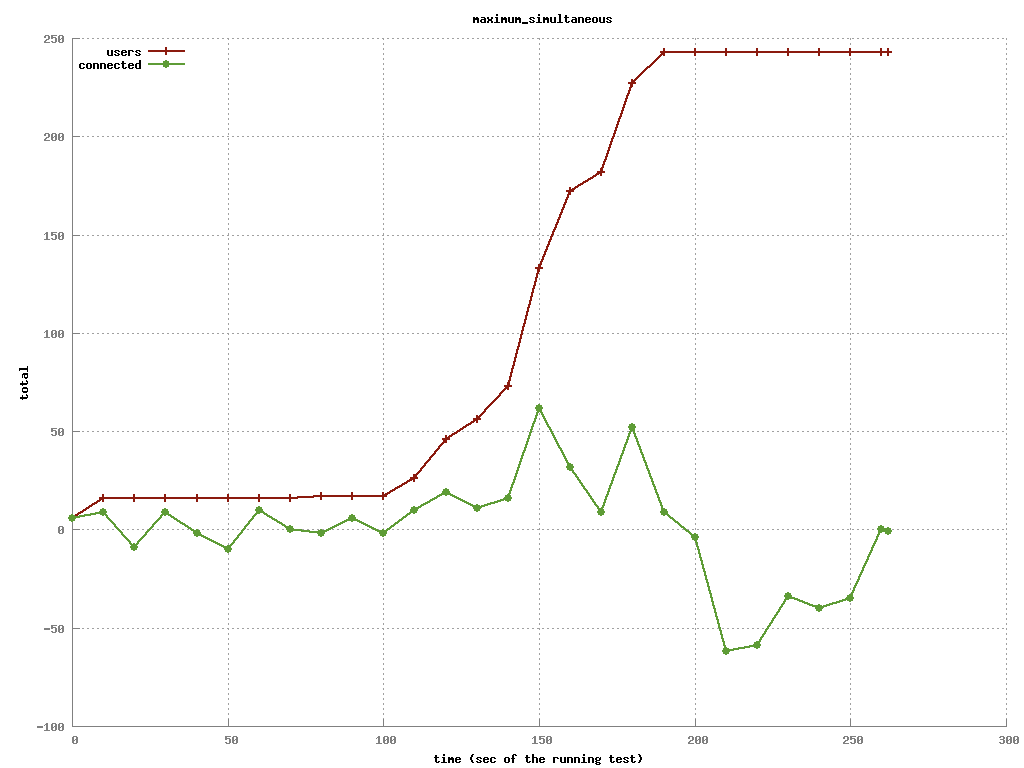 maximum_simultaneous
250
users
connected
200
150
100
total
50
0
-50
-100
0 50 100 150 200 250 300
time (sec of the running test)